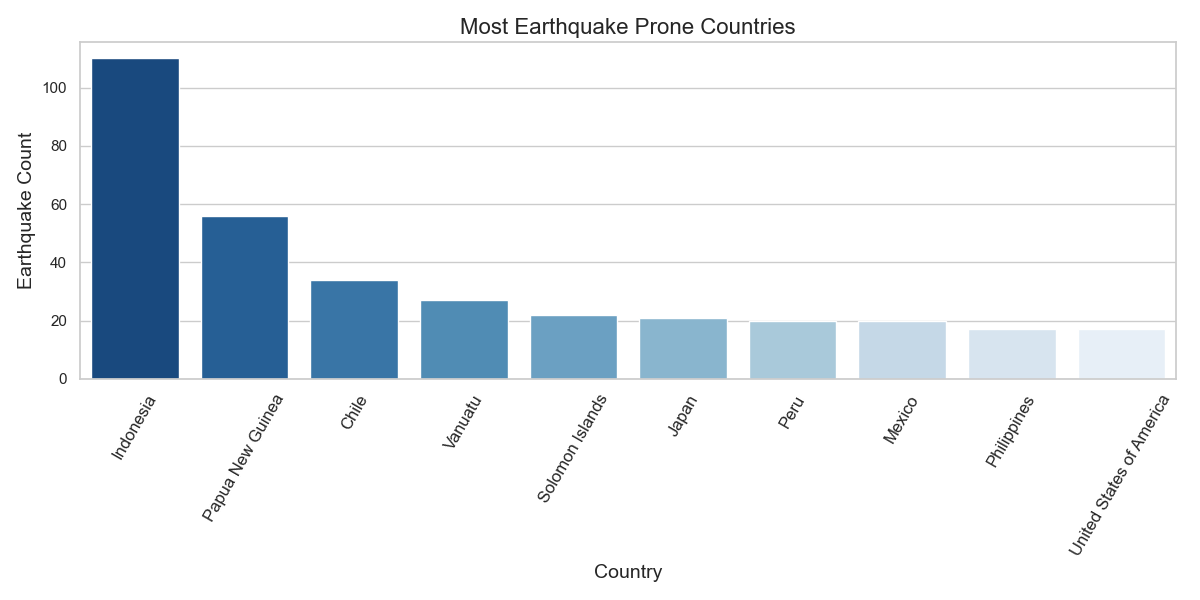 Most Earthquake Prone Countries
Earthquake Count
100
80
60
40
20
0
Indonesia
Papua New Guinea
Chile
Vanuatu
Solomon Islands
Japan
Peru
Mexico
Philippines
United States of America
Country